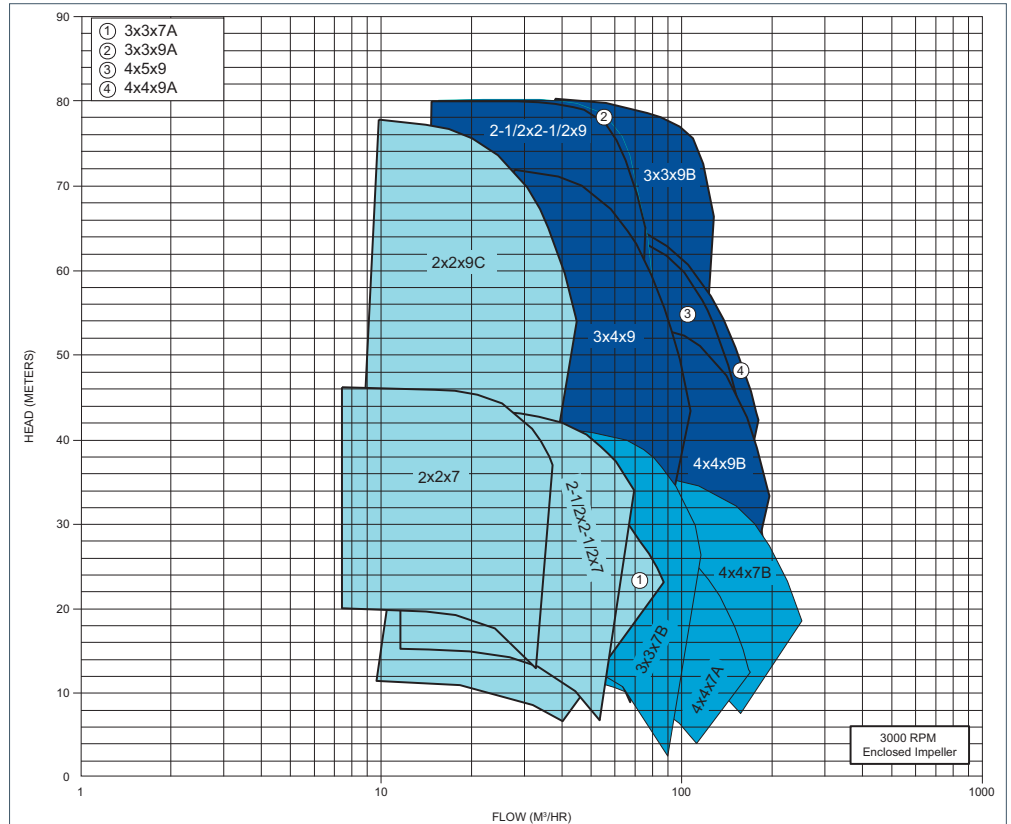 ① 3x3x7A
② 3x3x9A
③ 4x5x9
④ 4x4x9A
HEAD (METERS)
90
80
70
60
50
40
30
20
10
0
2-1/2x2-1/2x9
②
3x3x9B
2x2x9C
③
3x4x9
④
4x4x9B
2x2x7
2-1/2x2-1/2x7
①
4x4x7B
3x3x7B
4x4x7A
3000 RPM
Enclosed Impeller
1
10
100
1000
FLOW (M³/HR)